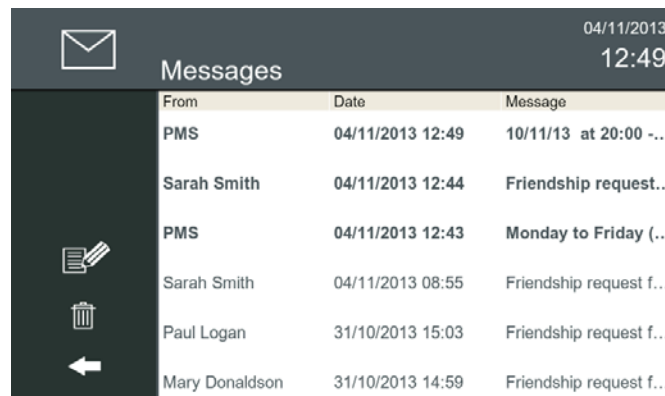 04/11/2013
12:49
Messages
From Date Message
PMS 04/11/2013 12:49 10/11/13 at 20:00 -..
Sarah Smith 04/11/2013 12:44 Friendship request..
PMS 04/11/2013 12:43 Monday to Friday (..
Sarah Smith 04/11/2013 08:55 Friendship request f..
Paul Logan 31/10/2013 15:03 Friendship request f..
Mary Donaldson 31/10/2013 14:59 Friendship request f..